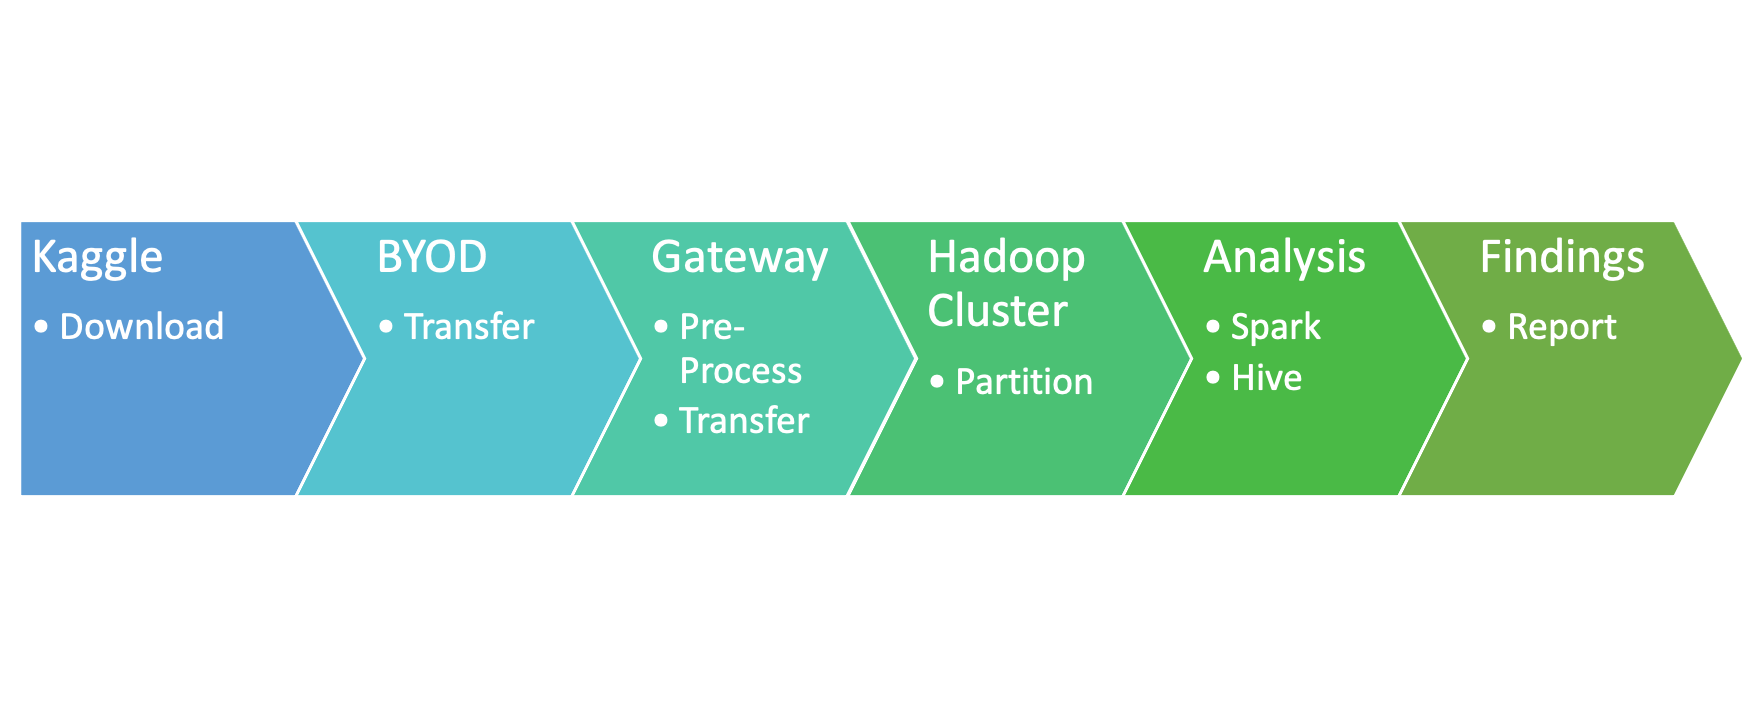 Kaggle
• Download
BYOD
• Transfer
Gateway
• Pre-
Process
• Transfer
Hadoop
Cluster
• Partition
Analysis
• Spark
• Hive
Findings
• Report